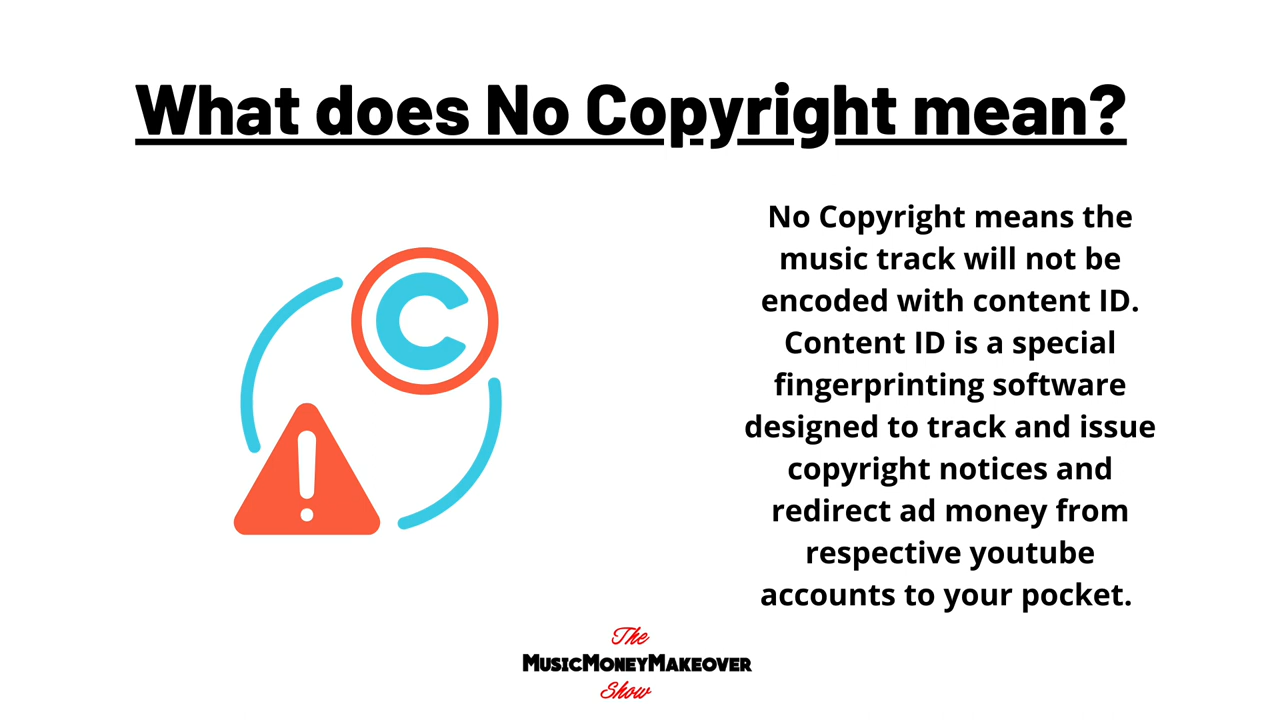 What does No Copyright mean?
No Copyright means the
music track will not be
encoded with content ID.
Content ID is a special
fingerprinting software
designed to track and issue
copyright notices and
redirect ad money from
respective youtube
accounts to your pocket.
C
!
The
MusicMoneyMakeover
Show